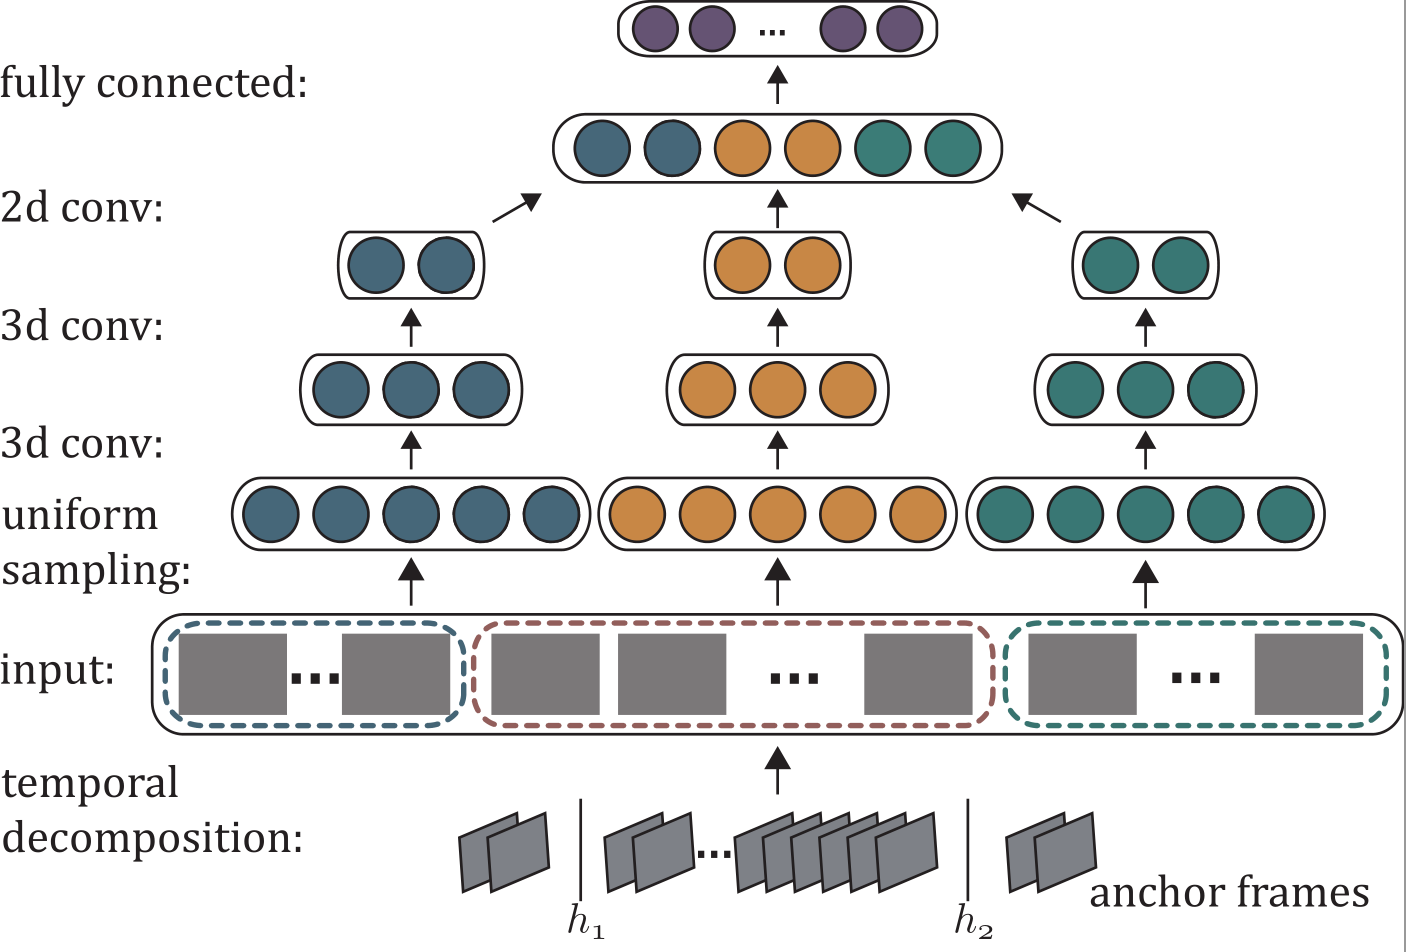 fully connected:
2d conv:
3d conv:
3d conv:
uniform
sampling:
input:
temporal
decomposition:
h₁
h₂
anchor frames